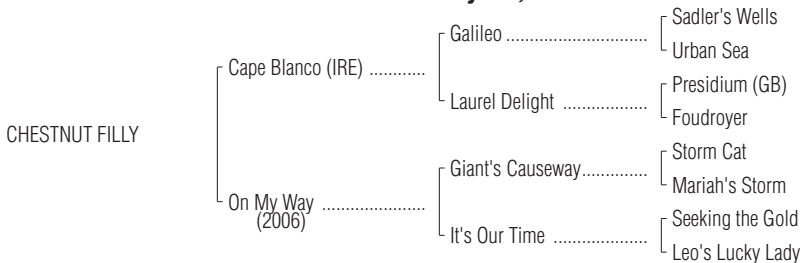 Sadler's Wells
Galileo ................................
Urban Sea
Cape Blanco (IRE) ............
Presidium (GB)
Laurel Delight ...................
Foudroyer
CHESTNUT FILLY
Storm Cat
Giant's Causeway...............
Mariah's Storm
On My Way .......................
(2006)
Seeking the Gold
It's Our Time .....................
Leo's Lucky Lady